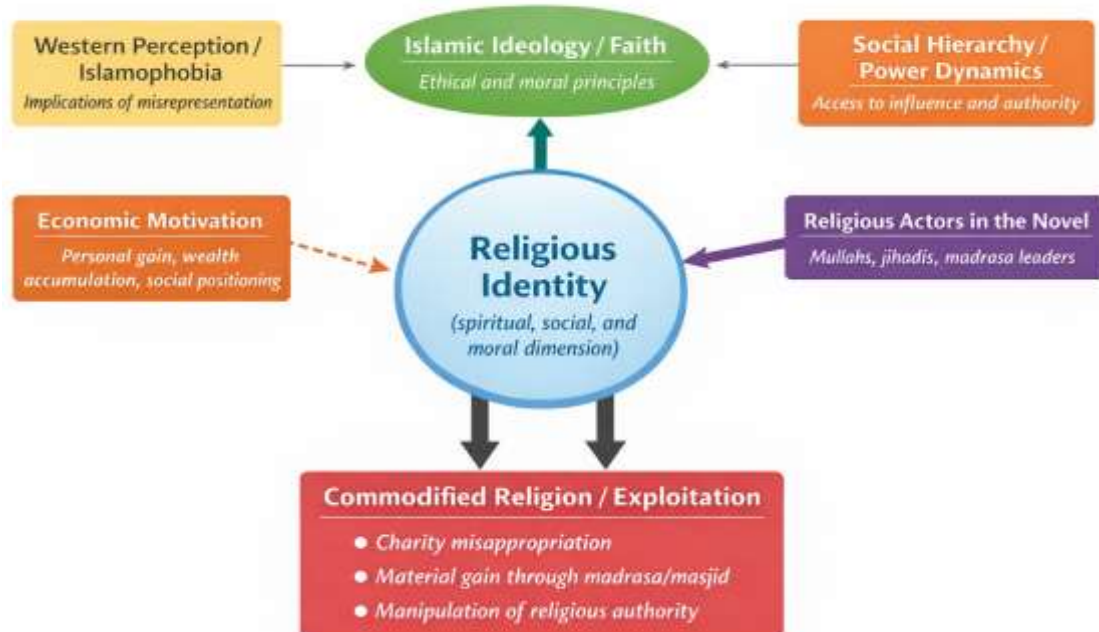 Western Perception /
Islamophobia
Implications of misrepresentation
Islamic Ideology / Faith
Ethical and moral principles
Social Hierarchy /
Power Dynamics
Access to influence and authority
Economic Motivation
Personal gain, wealth
accumulation, social positioning
Religious
Identity
(spiritual, social, and
moral dimension)
Religious Actors in the Novel
Mullahs, jihadis, madrasa leaders
Commodified Religion / Exploitation
● Charity misappropriation
● Material gain through madrasa/masjid
● Manipulation of religious authority